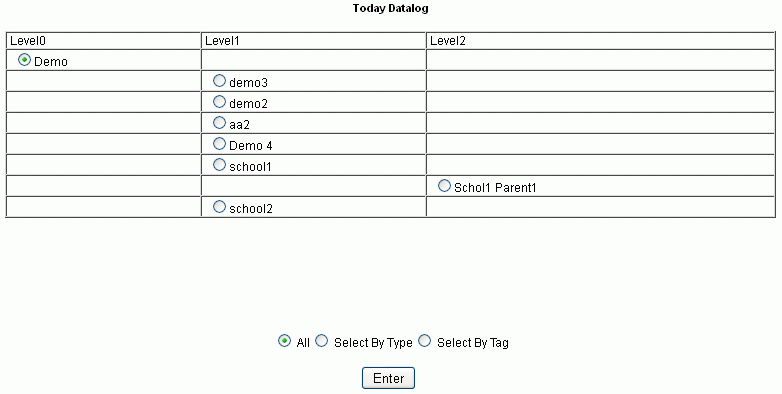 Today Datalog
Level0 Level1 Level2
Demo
demo3
demo2
aa2
Demo 4
school1
Schol1 Parent1
school2
All Select By Type Select By Tag
Enter